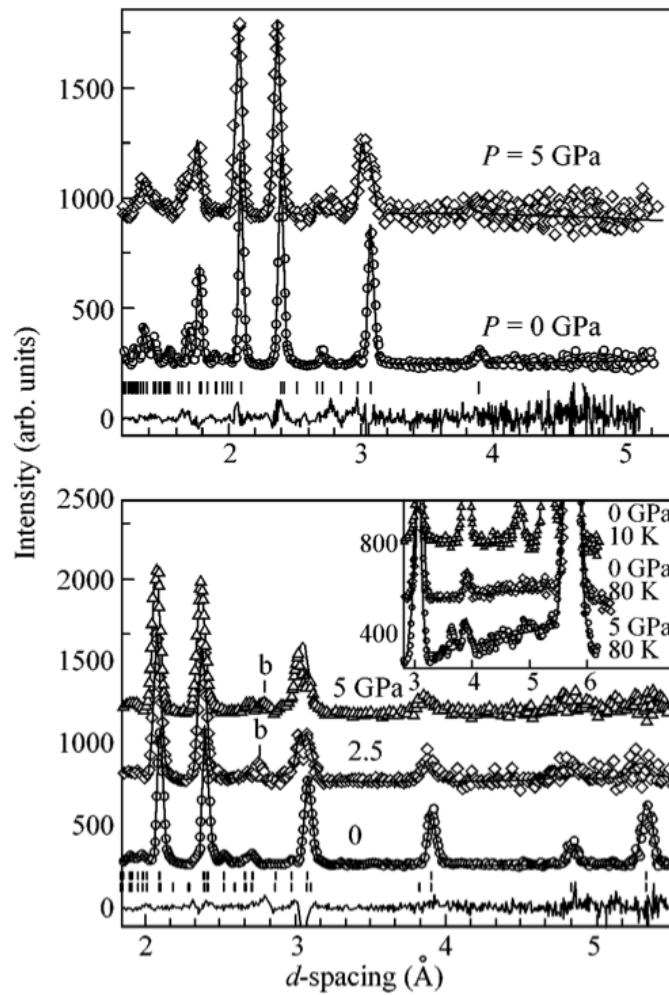 1500
P = 5 GPa
1000
500
P = 0 GPa
0
2 3 4 5
Intensity (arb. units)
2500
2000
1500
1000
500
0
b
5 GPa
b
2.5
0
800
400
0 GPa
10 K
0 GPa
80 K
5 GPa
80 K
3 4 5 6
2 3 4 5
d-spacing (Å)